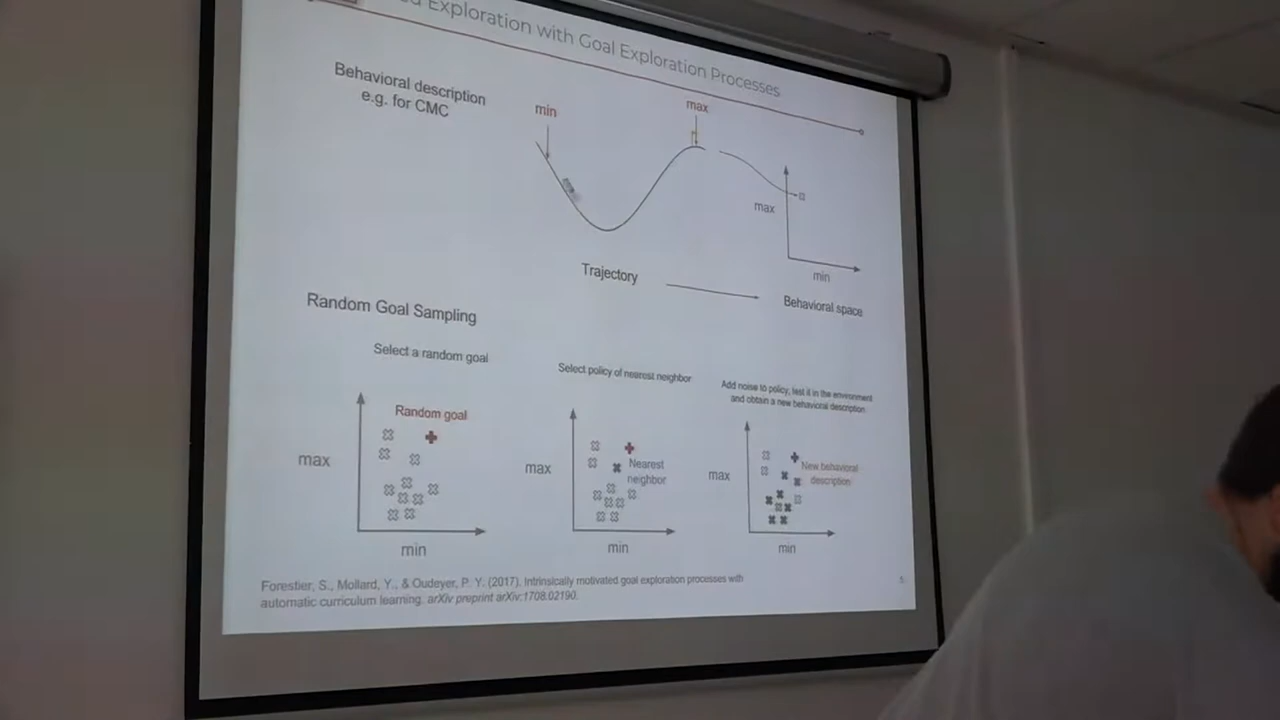 Exploration with Goal Exploration Processes
Behavioral description
e.g. for CMC
min
max
max
min
Trajectory
Behavioral space
Random Goal Sampling
Select a random goal
Select policy of nearest neighbor
Add noise to policy, test it in the environment
and obtain a new behavioral description
Random goal
max
min
max
Nearest
neighbor
min
max
New behavioral
description
min
Forestier, S., Mollard, Y., & Oudeyer, P. Y. (2017). Intrinsically motivated goal exploration processes with
automatic curriculum learning. arXiv preprint arXiv:1708.02190.
5